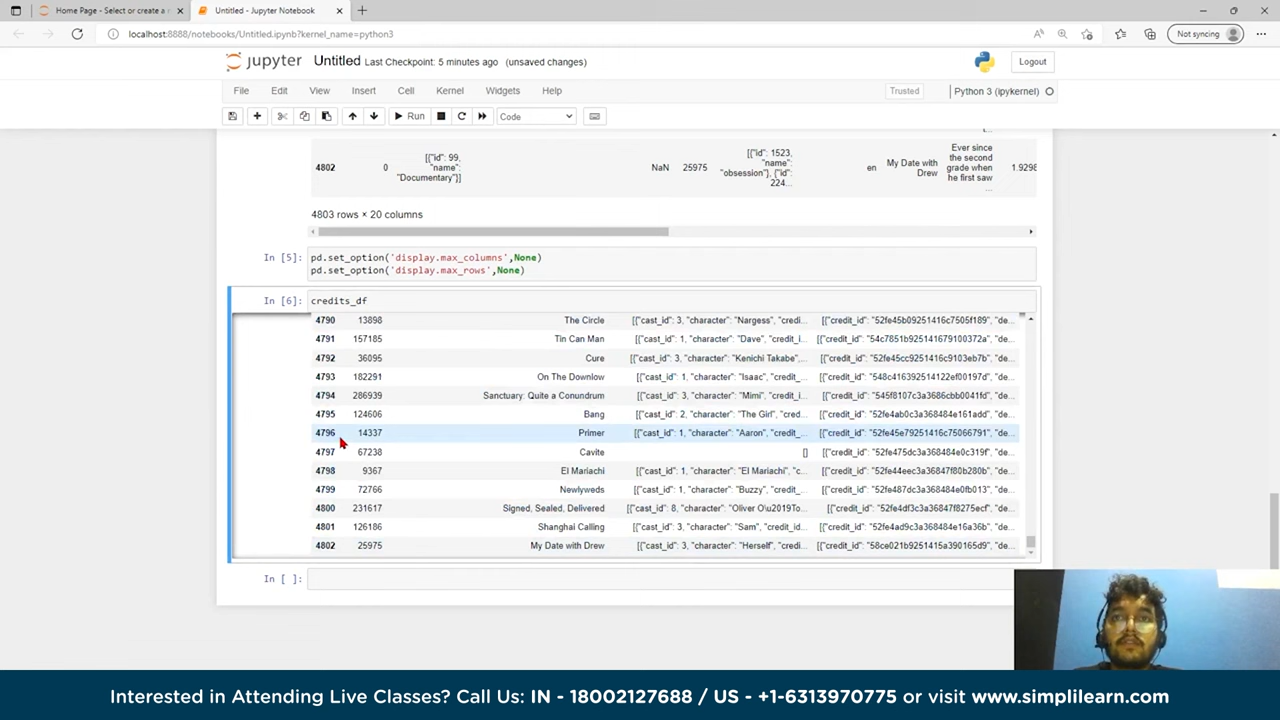 Home Page - Select or create a n
Untitled - Jupyter Notebook
localhost:8888/notebooks/Untitled.ipynb?kernel_name=python3
Not syncing
jupyter Untitled Last Checkpoint: 5 minutes ago (unsaved changes)
Logout
File Edit View Insert Cell Kernel Widgets Help
Trusted
Python 3 (ipykernel)
Run
Code
[...
4802 0 [{"id": 99, "name": "Documentary"}] NaN 25975 [{"id": 1523, "name": "obsession"}, {"id": 224... en My Date with Drew Ever since the second grade when he first saw ... 1.9298
4803 rows × 20 columns
In [5]: pd.set_option('display.max_columns',None)
pd.set_option('display.max_rows',None)
In [6]: credits_df
4790 13898 The Circle [{"cast_id": 3, "character": "Nargess", "credi... [{"credit_id": "52fe45b09251416c7505f189", "de...
4791 157185 Tin Can Man [{"cast_id": 1, "character": "Dave", "credit_i... [{"credit_id": "54c7851b925141679100372a", "de...
4792 36095 Cure [{"cast_id": 3, "character": "Kenichi Takabe",... [{"credit_id": "52fe45cc9251416c9103eb7b", "de...
4793 182291 On The Downlow [{"cast_id": 1, "character": "Isaac", "credit_... [{"credit_id": "548c416392514122ef00197d", "de...
4794 286939 Sanctuary: Quite a Conundrum [{"cast_id": 3, "character": "Mimi", "credit_i... [{"credit_id": "545f8107c3a3686cbb0041fd", "de...
4795 124606 Bang [{"cast_id": 2, "character": "The Girl", "cred... [{"credit_id": "52fe4ab0c3a368484e161add", "de...
4796 14337 Primer [{"cast_id": 1, "character": "Aaron", "credit_... [{"credit_id": "52fe45e79251416c75066791", "de...
4797 67238 Cavite [] [{"credit_id": "52fe475dc3a368484e0c319f", "de...
4798 9367 El Mariachi [{"cast_id": 1, "character": "El Mariachi", "c... [{"credit_id": "52fe44eec3a36847f80b280b", "de...
4799 72766 Newlyweds [{"cast_id": 1, "character": "Buzzy", "credit_... [{"credit_id": "52fe487dc3a368484e0fb013", "de...
4800 231617 Signed, Sealed, Delivered [{"cast_id": 8, "character": "Oliver O\u2019To... [{"credit_id": "52fe4df3c3a36847f8275ecf", "de...
4801 126186 Shanghai Calling [{"cast_id": 3, "character": "Sam", "credit_id... [{"credit_id": "52fe4ad9c3a368484e16a36b", "de...
4802 25975 My Date with Drew [{"cast_id": 3, "character": "Herself", "credi... [{"credit_id": "58ce021b9251415a390165d9", "de...
In [ ]:
Interested in Attending Live Classes? Call Us: IN - 18002127688 / US - +1-6313970775 or visit www.simplilearn.com